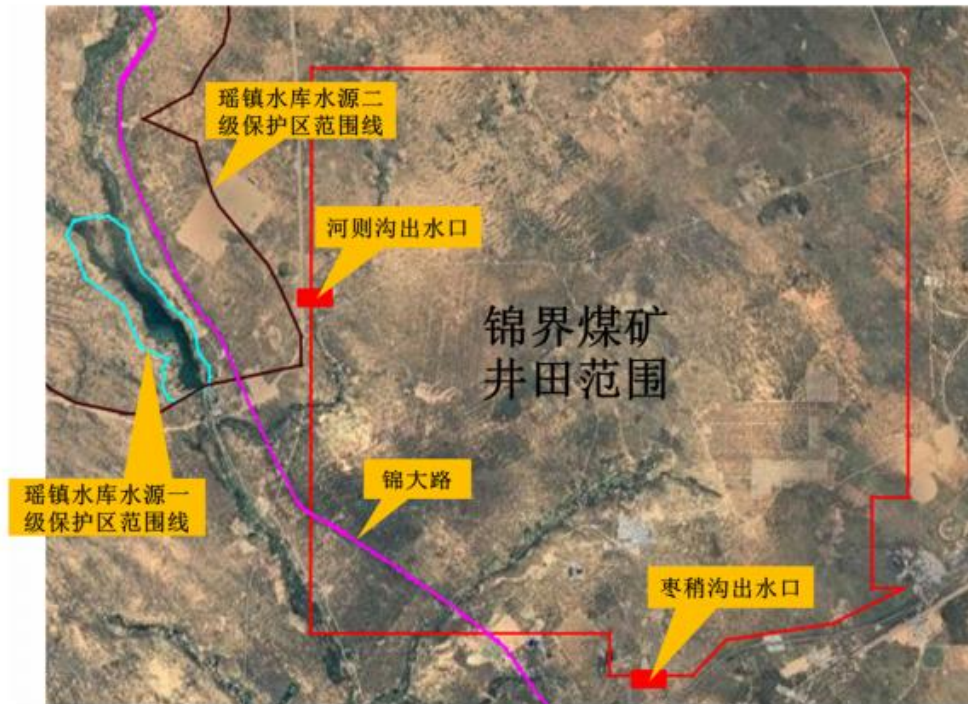 瑶镇水库水源二
级保护区范围线
河则沟出水口
锦界煤矿
井田范围
锦大路
瑶镇水库水源一
级保护区范围线
枣稍沟出水口